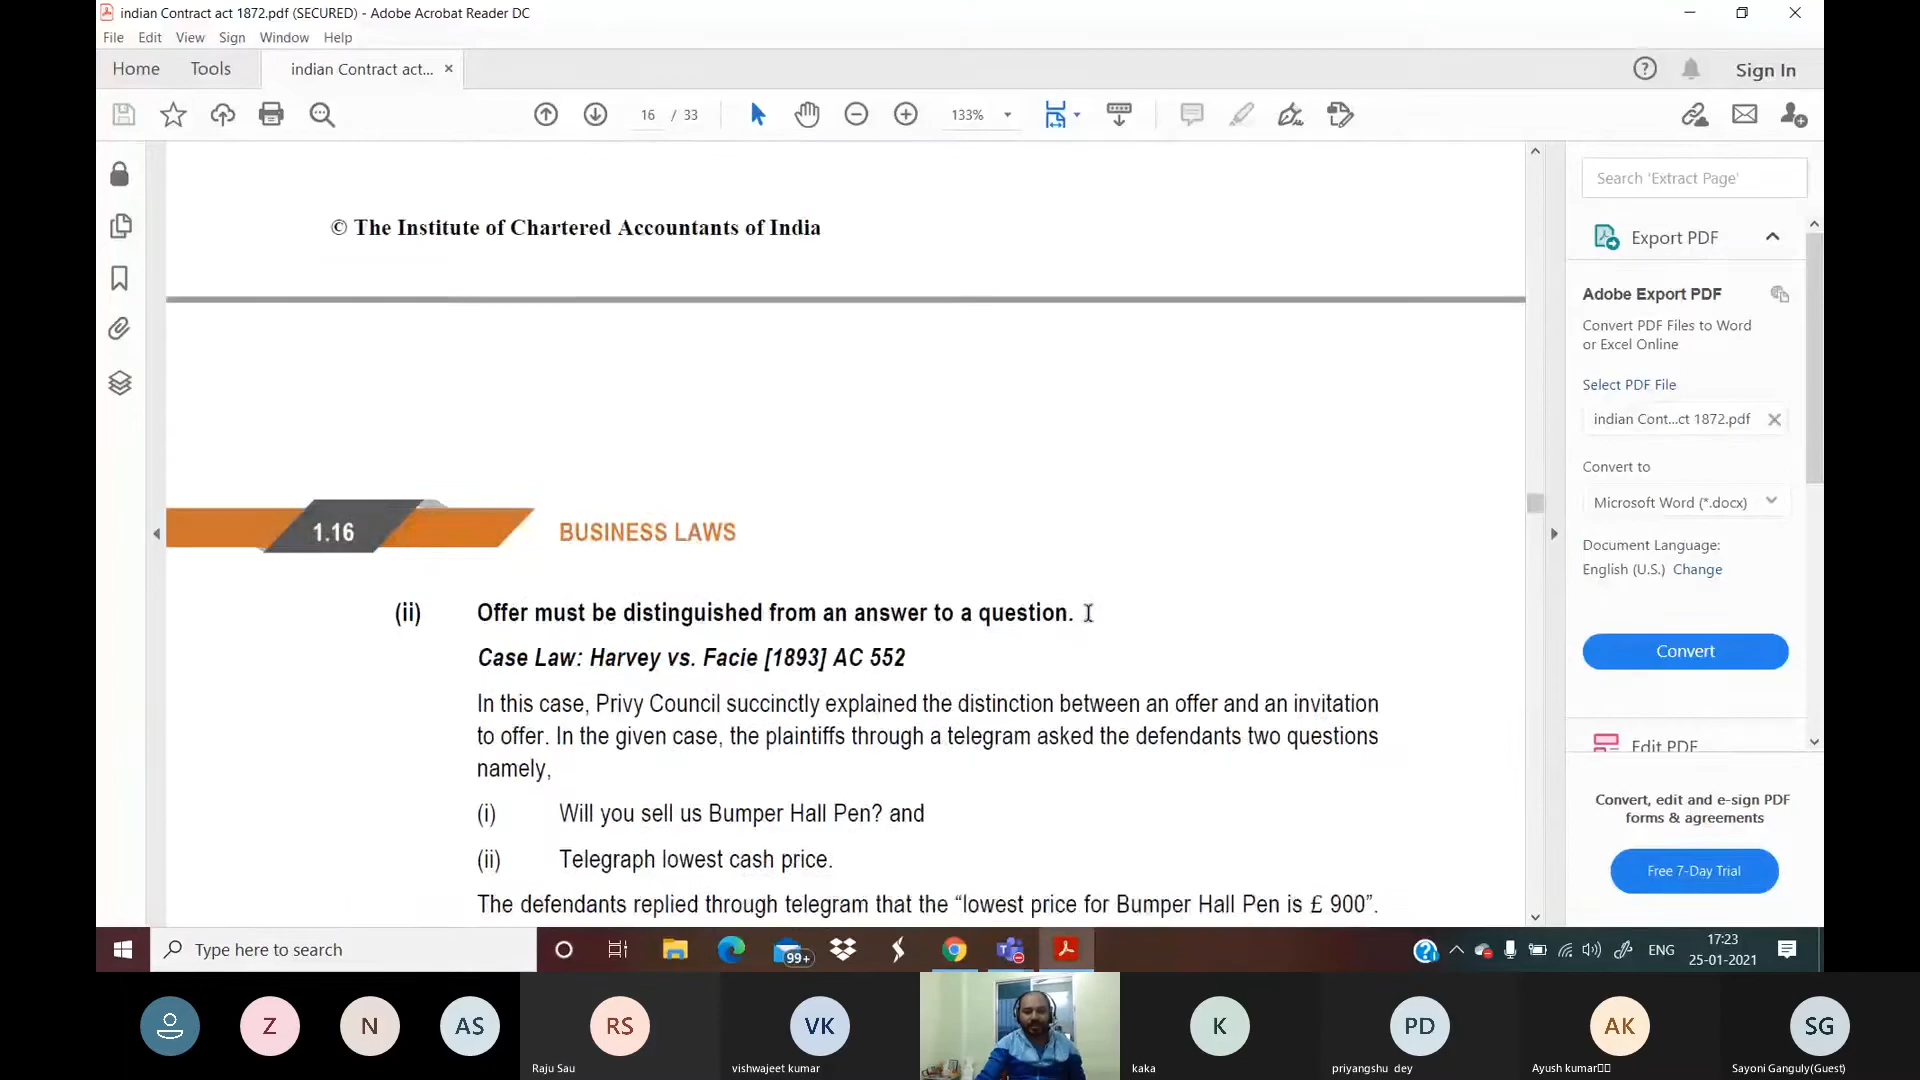 indian Contract act 1872.pdf (SECURED) - Adobe Acrobat Reader DC
File Edit View Sign Window Help
Home Tools indian Contract act... × Sign In
16 / 33 133%
Search 'Extract Page'
© The Institute of Chartered Accountants of India
Export PDF
Adobe Export PDF
Convert PDF Files to Word
or Excel Online
Select PDF File
indian Cont...ct 1872.pdf
Convert to
Microsoft Word (*.docx)
Document Language:
English (U.S.) Change
Convert
Edit PDF
Convert, edit and e-sign PDF
forms & agreements
Free 7-Day Trial
1.16 BUSINESS LAWS
(ii) Offer must be distinguished from an answer to a question.
Case Law: Harvey vs. Facie [1893] AC 552
In this case, Privy Council succinctly explained the distinction between an offer and an invitation
to offer. In the given case, the plaintiffs through a telegram asked the defendants two questions
namely,
(i) Will you sell us Bumper Hall Pen? and
(ii) Telegraph lowest cash price.
The defendants replied through telegram that the “lowest price for Bumper Hall Pen is £ 900”.
Type here to search
99+
ENG
17:23
25-01-2021
Z N AS RS VK K PD AK SG
Raju Sau vishwajeet kumar kaka priyangshu dey Ayush kumar Sayoni Ganguly(Guest)